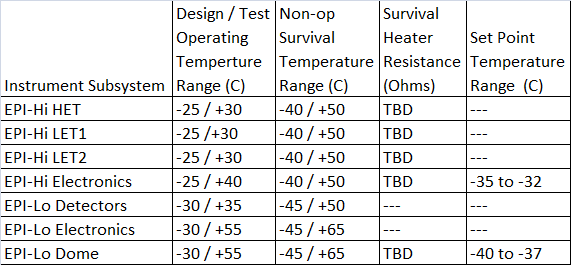 Instrument Subsystem Design / Test Operating Temperture Range (C) Non-op Survival Temperature Range (C) Survival Heater Resistance (Ohms) Set Point Temperature Range (C)
EPI-Hi HET -25 / +30 -40 / +50 TBD ---
EPI-Hi LET1 -25 /+30 -40 / +50 TBD ---
EPI-Hi LET2 -25 / +30 -40 / +50 TBD ---
EPI-Hi Electronics -25 / +40 -40 / +50 TBD -35 to -32
EPI-Lo Detectors -30 / +35 -45 / +50 --- ---
EPI-Lo Electronics -30 / +55 -45 / +65 --- ---
EPI-Lo Dome -30 / +55 -45 / +65 TBD -40 to -37